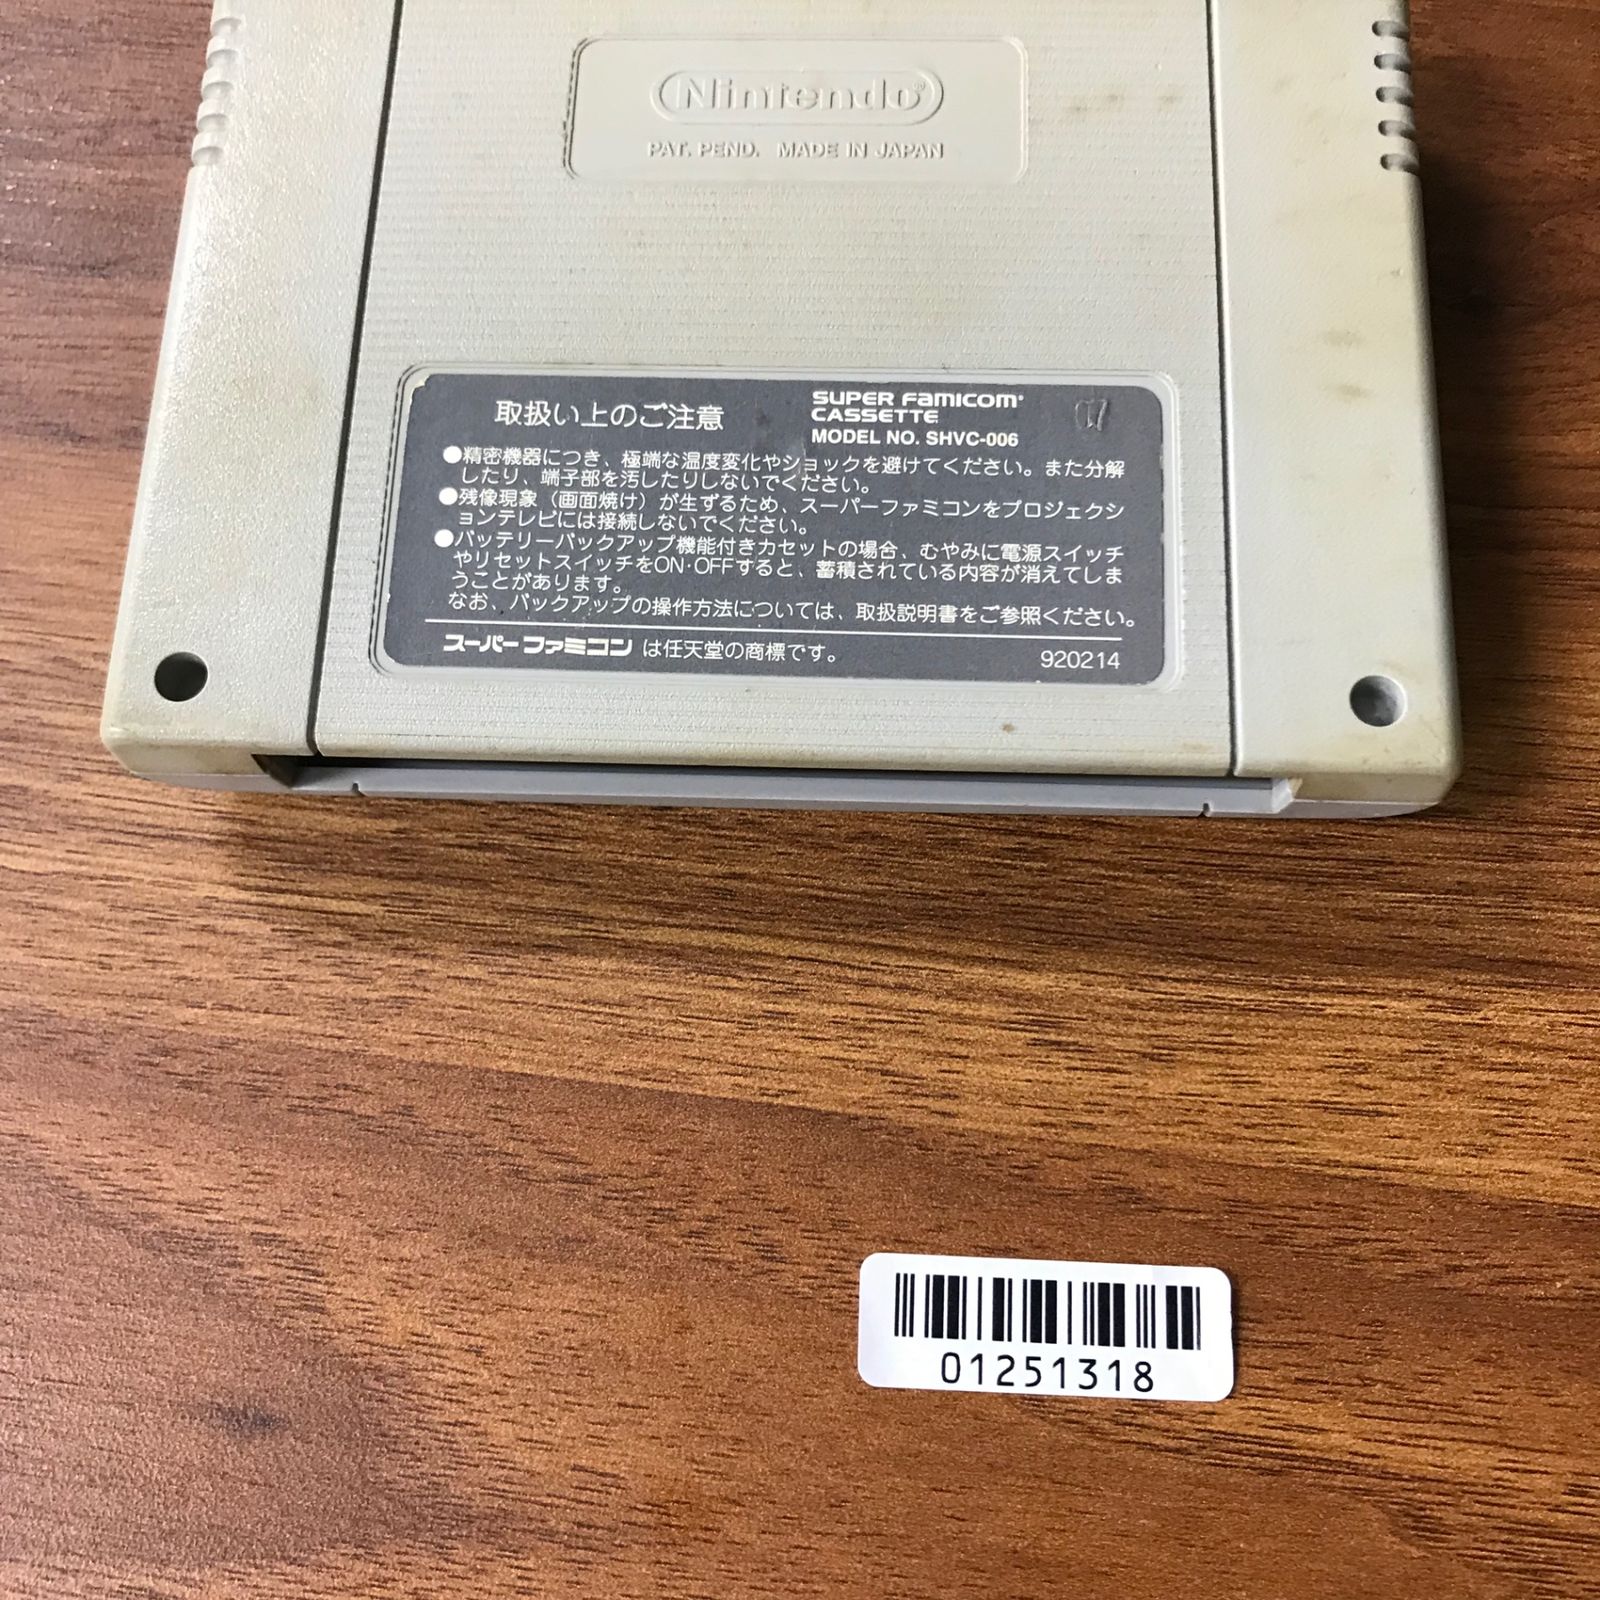 Nintendo®
PAT. PEND. MADE IN JAPAN
取扱い上のご注意
SUPER FAMICOM
CASSETTE
MODEL NO. SHVC-006
07
●精密機器につき、極端な温度変化やショックを避けてください。また分解
したり、端子部を汚したりしないでください。
●残像現象（画面焼け）が生ずるため、スーパーファミコンをプロジェクシ
ョンテレビには接続しないでください。
●バッテリーバックアップ機能付きカセットの場合、むやみに電源スイッチ
やリセットスイッチをON・OFFすると、蓄積されている内容が消えてしま
うことがあります。
なお、バックアップの操作方法については、取扱説明書をご参照ください。
スーパーファミコン は任天堂の商標です。
920214
01251318